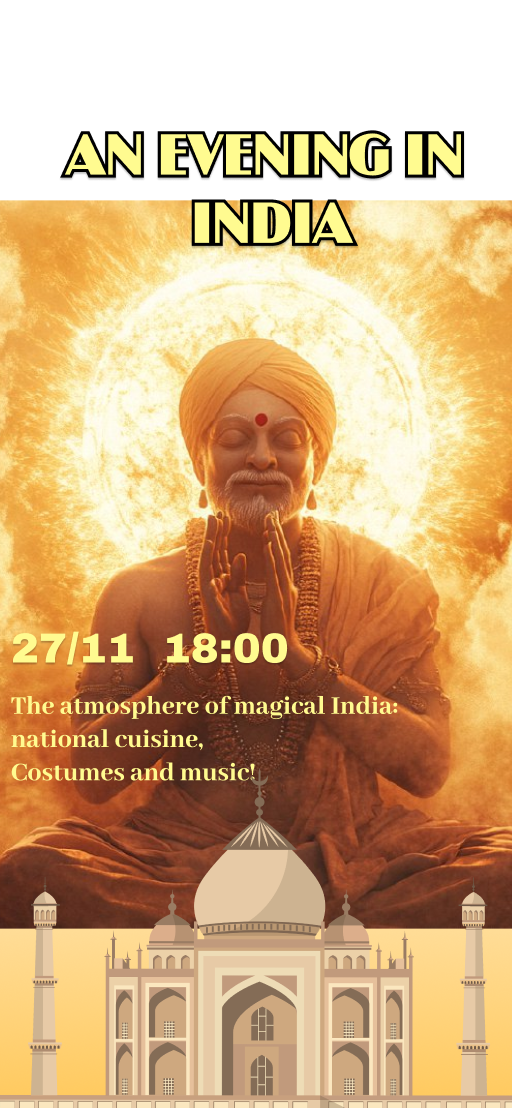 AN EVENING IN
INDIA
27/11 18:00
The atmosphere of magical India:
national cuisine,
Costumes and music!